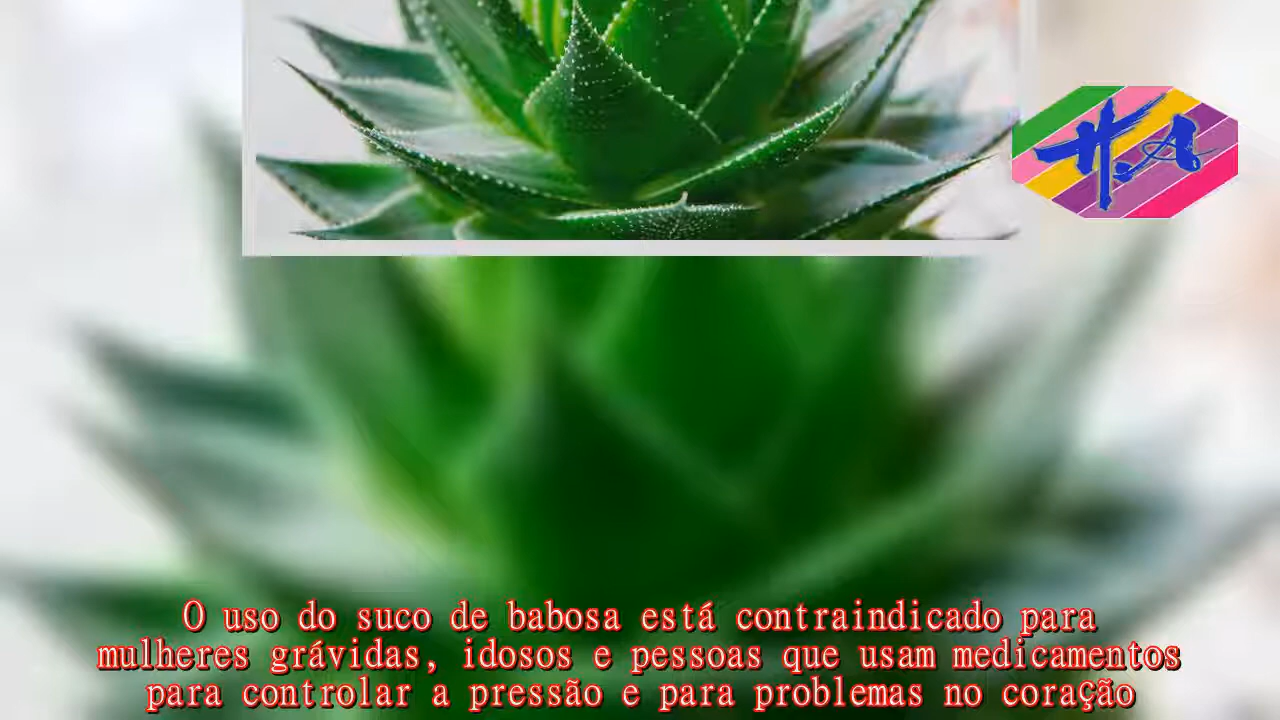 H.A
O uso do suco de babosa está contraindicado para
mulheres grávidas, idosos e pessoas que usam medicamentos
para controlar a pressão e para problemas no coração